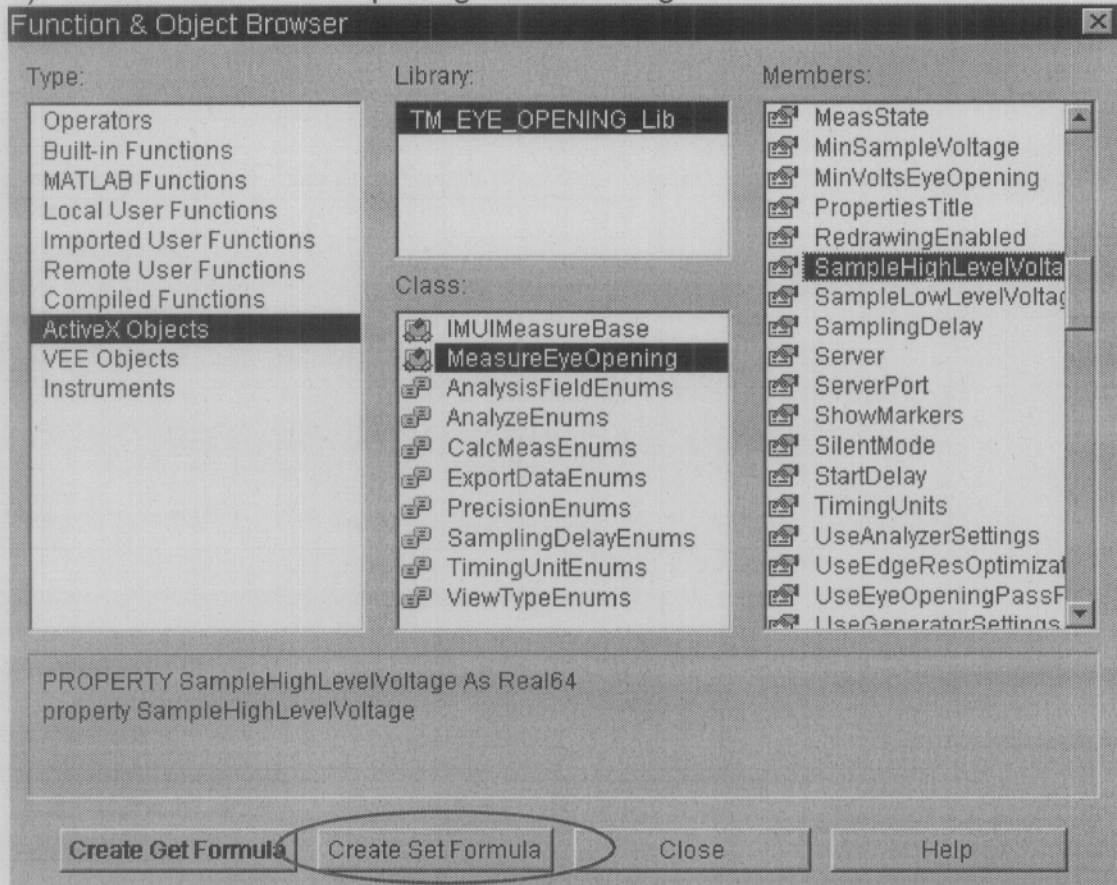 Function & Object Browser
Type:
Operators
Built-in Functions
MATLAB Functions
Local User Functions
Imported User Functions
Remote User Functions
Compiled Functions
ActiveX Objects
VEE Objects
Instruments
Library:
TM_EYE_OPENING_Lib
Class:
IMUIMeasureBase
MeasureEyeOpening
AnalysisFieldEnums
AnalyzeEnums
CalcMeasEnums
ExportDataEnums
PrecisionEnums
SamplingDelayEnums
TimingUnitEnums
ViewTypeEnums
Members:
MeasState
MinSampleVoltage
MinVoltsEyeOpening
PropertiesTitle
RedrawingEnabled
SampleHighLevelVolta
SampleLowLevelVoltag
SamplingDelay
Server
ServerPort
ShowMarkers
SilentMode
StartDelay
TimingUnits
UseAnalyzerSettings
UseEdgeResOptimizat
UseEyeOpeningPassF
UseGeneratorSettings
PROPERTY SampleHighLevelVoltage As Real64
property SampleHighLevelVoltage
Create Get Formula
Create Set Formula
Close
Help